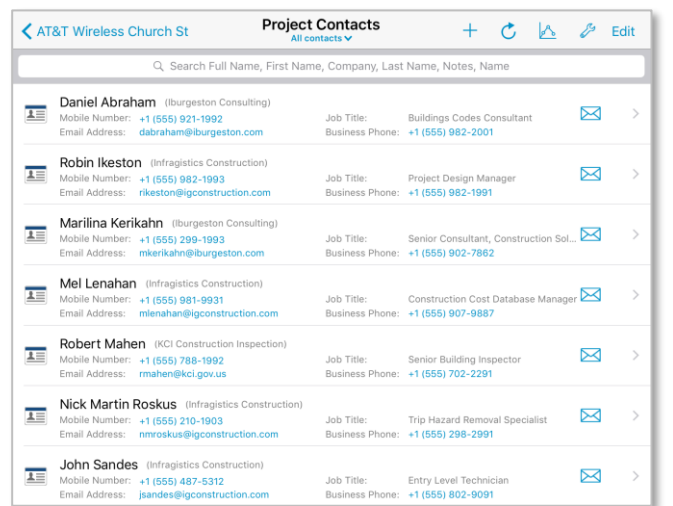 AT&T Wireless Church St
Project Contacts
All contacts
Edit
Search Full Name, First Name, Company, Last Name, Notes, Name
Daniel Abraham (Iburgeston Consulting)
Mobile Number: +1 (555) 921-1992 Job Title: Buildings Codes Consultant
Email Address: dabraham@iburgeston.com Business Phone: +1 (555) 982-2001
Robin Ikeston (Infragistics Construction)
Mobile Number: +1 (555) 982-1993 Job Title: Project Design Manager
Email Address: rikeston@igconstruction.com Business Phone: +1 (555) 982-1991
Marilina Kerikahn (Iburgeston Consulting)
Mobile Number: +1 (555) 299-1993 Job Title: Senior Consultant, Construction Sol...
Email Address: mkerikahn@iburgeston.com Business Phone: +1 (555) 902-7862
Mel Lenahan (Infragistics Construction)
Mobile Number: +1 (555) 981-9931 Job Title: Construction Cost Database Manager
Email Address: mlenahan@igconstruction.com Business Phone: +1 (555) 907-9887
Robert Mahen (KCI Construction Inspection)
Mobile Number: +1 (555) 788-1992 Job Title: Senior Building Inspector
Email Address: rmahen@kci.gov.us Business Phone: +1 (555) 702-2291
Nick Martin Roskus (Infragistics Construction)
Mobile Number: +1 (555) 210-1903 Job Title: Trip Hazard Removal Specialist
Email Address: nmroskus@igconstruction.com Business Phone: +1 (555) 298-2991
John Sandes (Infragistics Construction)
Mobile Number: +1 (555) 487-5312 Job Title: Entry Level Technician
Email Address: jsandes@igconstruction.com Business Phone: +1 (555) 802-9091